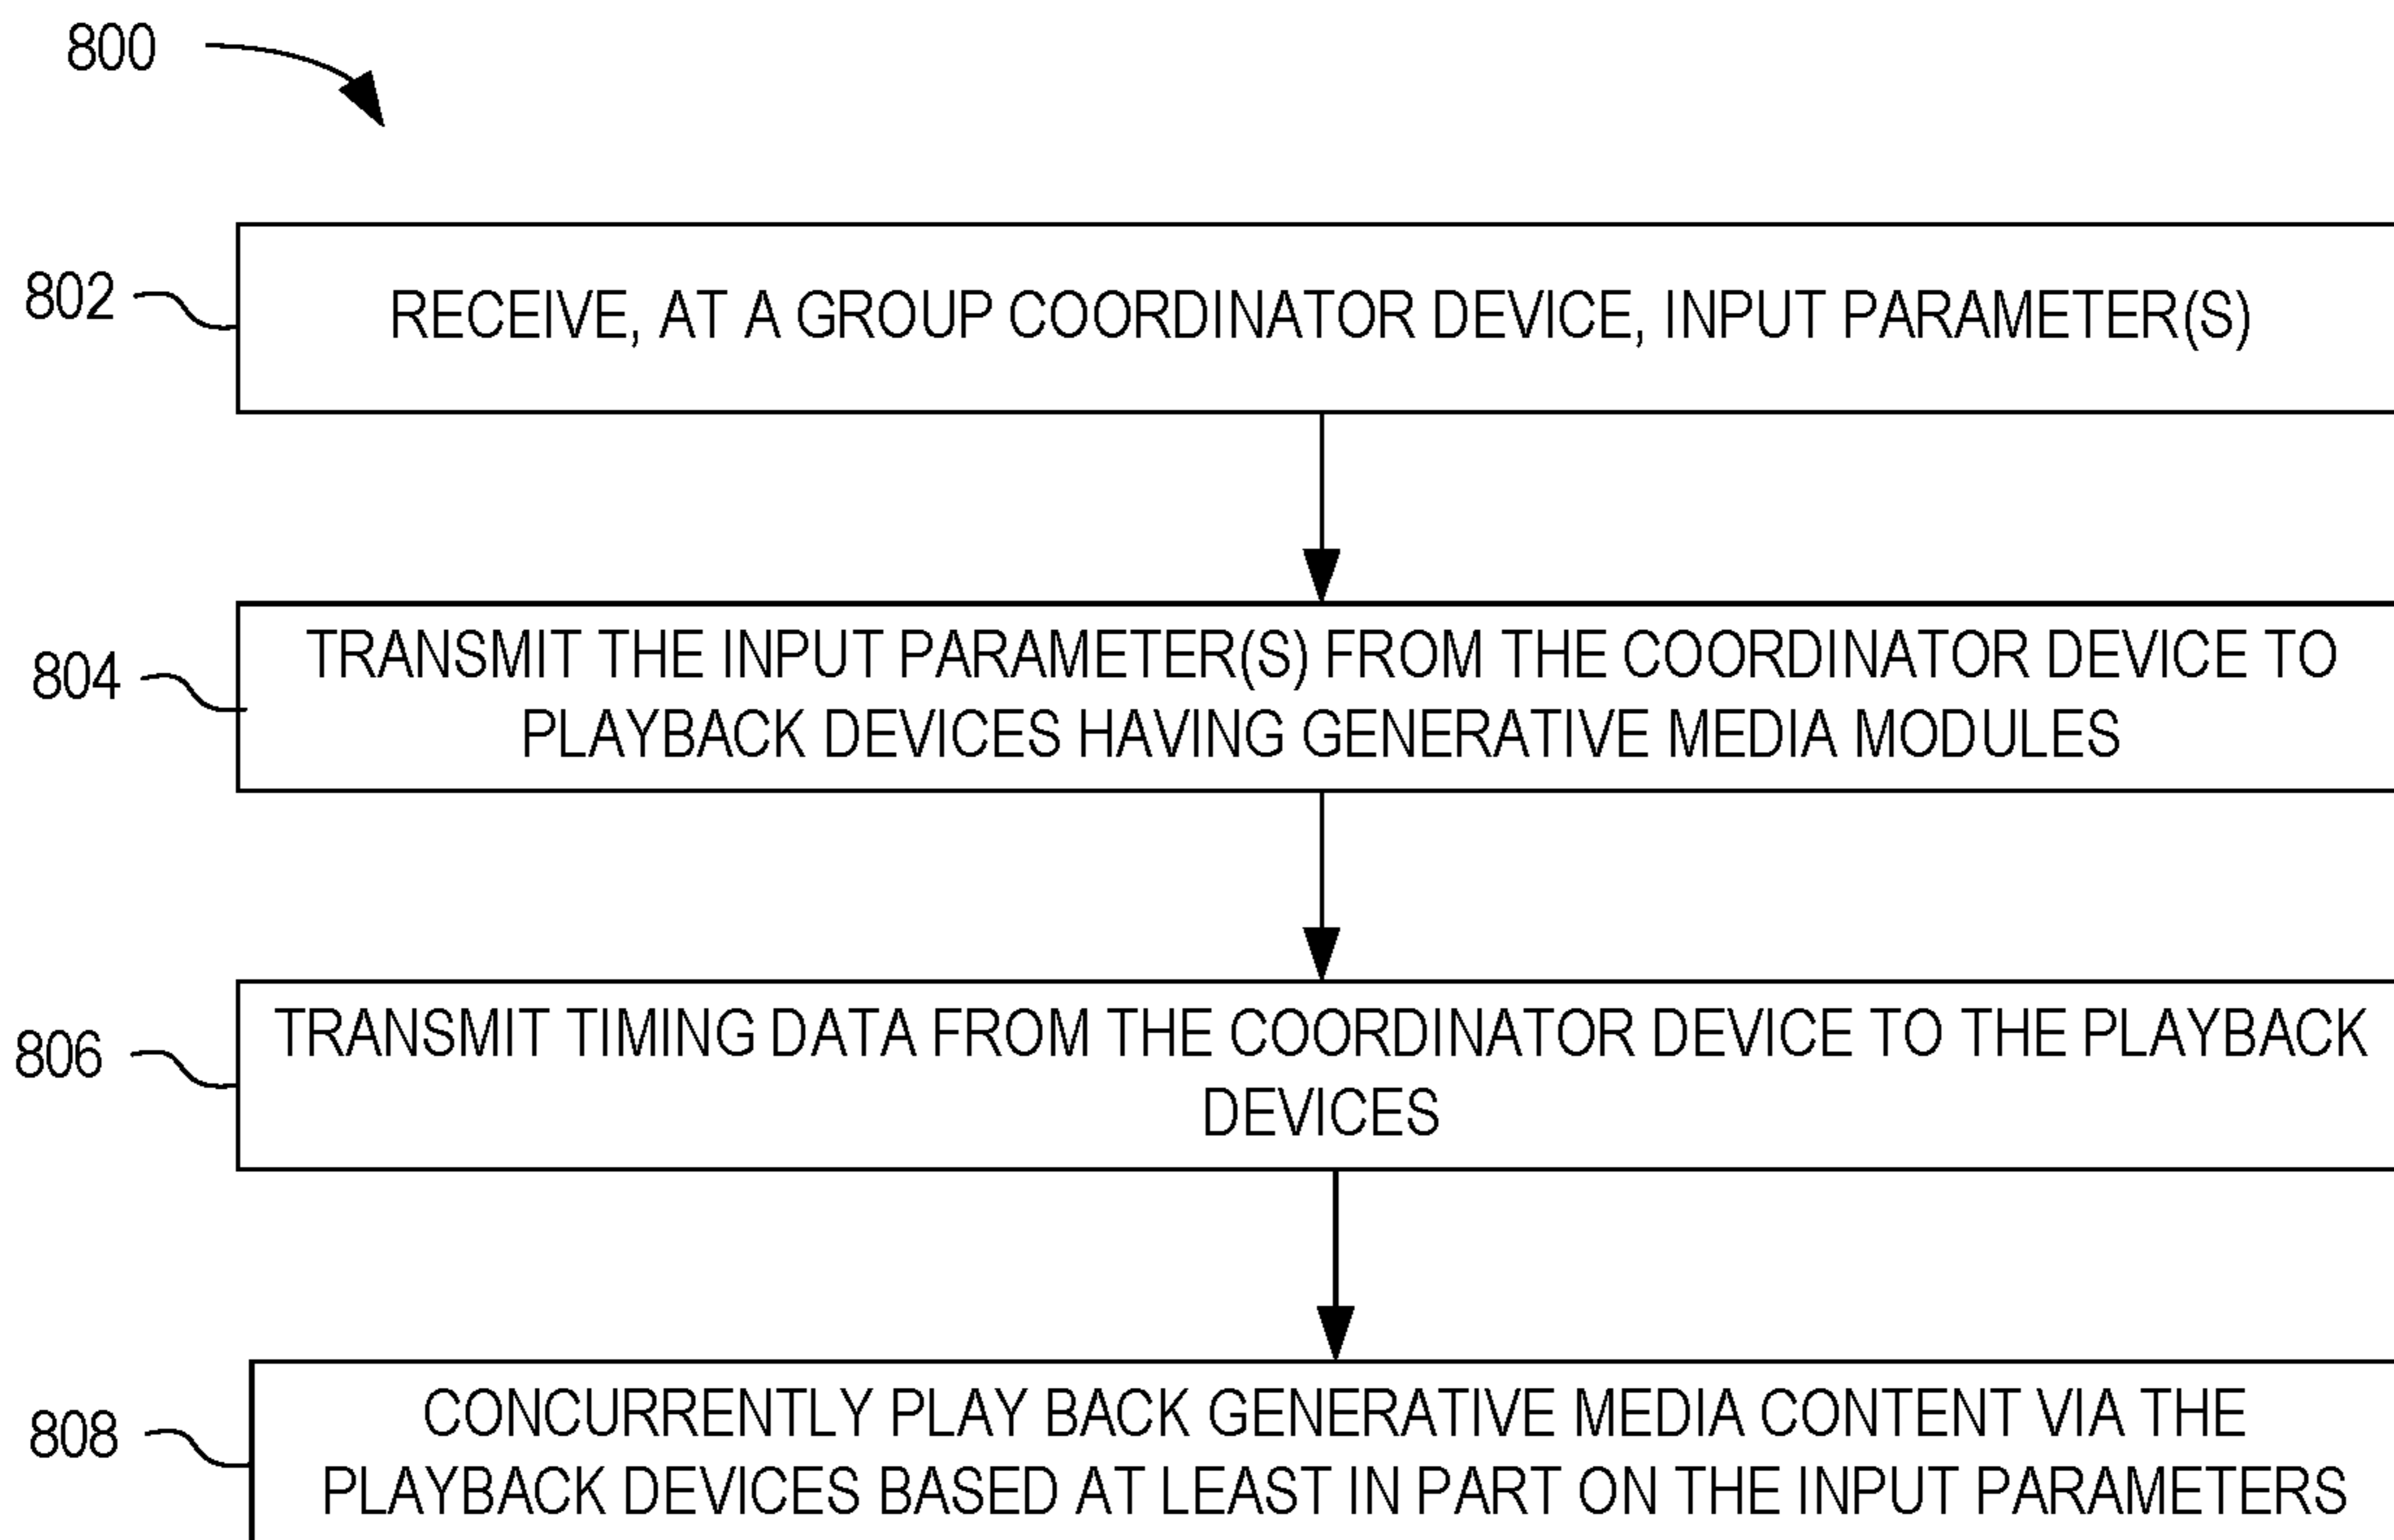 800
802
RECEIVE, AT A GROUP COORDINATOR DEVICE, INPUT PARAMETER(S)
804
TRANSMIT THE INPUT PARAMETER(S) FROM THE COORDINATOR DEVICE TO
PLAYBACK DEVICES HAVING GENERATIVE MEDIA MODULES
806
TRANSMIT TIMING DATA FROM THE COORDINATOR DEVICE TO THE PLAYBACK
DEVICES
808
CONCURRENTLY PLAY BACK GENERATIVE MEDIA CONTENT VIA THE
PLAYBACK DEVICES BASED AT LEAST IN PART ON THE INPUT PARAMETERS